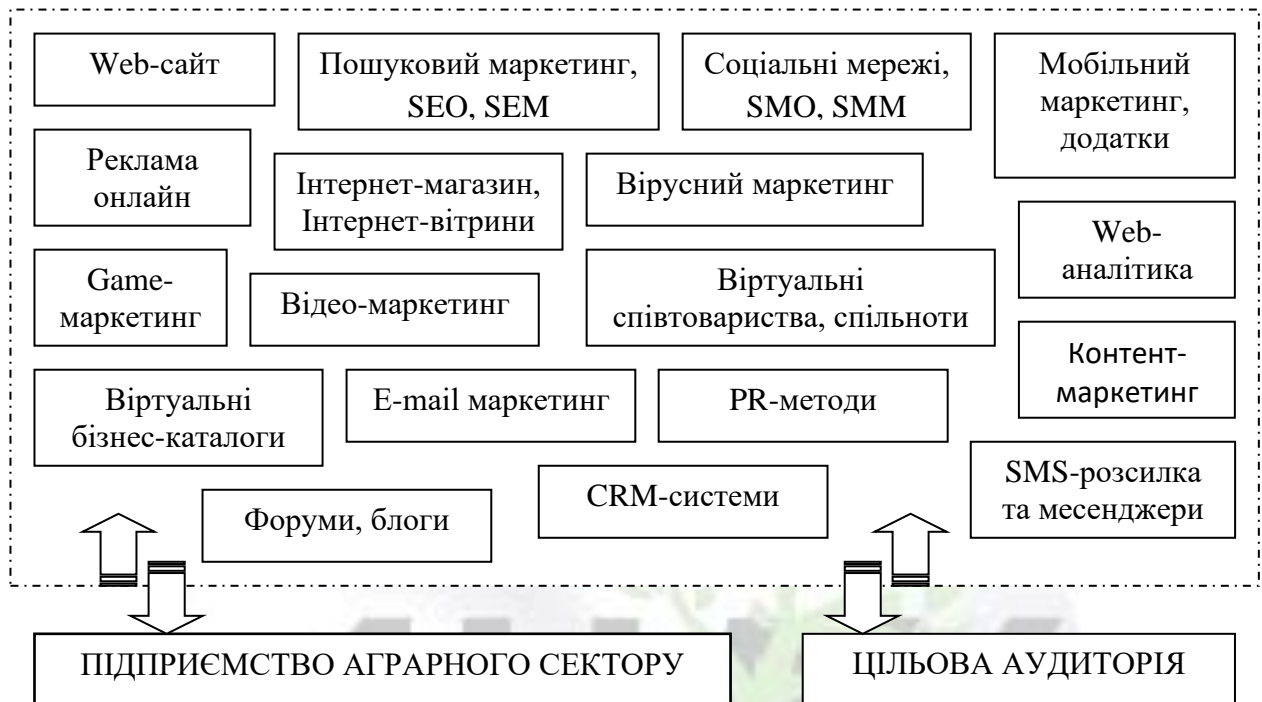 Web-сайт
Пошуковий маркетинг,
SEO, SEM
Соціальні мережі,
SMO, SMM
Мобільний
маркетинг,
додатки
Реклама
онлайн
Інтернет-магазин,
Інтернет-вітрини
Вірусний маркетинг
Web-
аналітика
Game-
маркетинг
Відео-маркетинг
Віртуальні
співтовариства, спільноти
Контент-
маркетинг
Віртуальні
бізнес-каталоги
E-mail маркетинг
PR-методи
SMS-розсилка
та месенджери
CRM-системи
Форуми, блоги
ПІДПРИЄМСТВО АГРАРНОГО СЕКТОРУ
ЦІЛЬОВА АУДИТОРІЯ